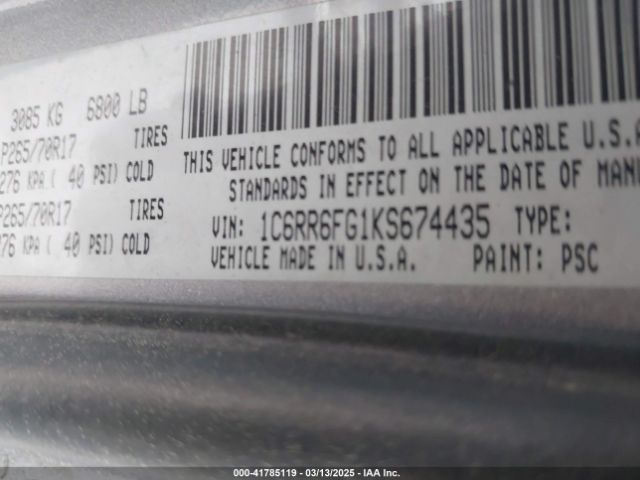 3085 KG 6800 LB
P265/70R17 TIRES
276 KPA ( 40 PSI) COLD
P265/70R17 TIRES
276 KPA ( 40 PSI) COLD
THIS VEHICLE CONFORMS TO ALL APPLICABLE U.S.A
STANDARDS IN EFFECT ON THE DATE OF MAN
VIN: 1C6RR6FG1KS674435 TYPE:
VEHICLE MADE IN U.S.A. PAINT: PSC
000-41785119 — 03/13/2025 — IAA Inc.